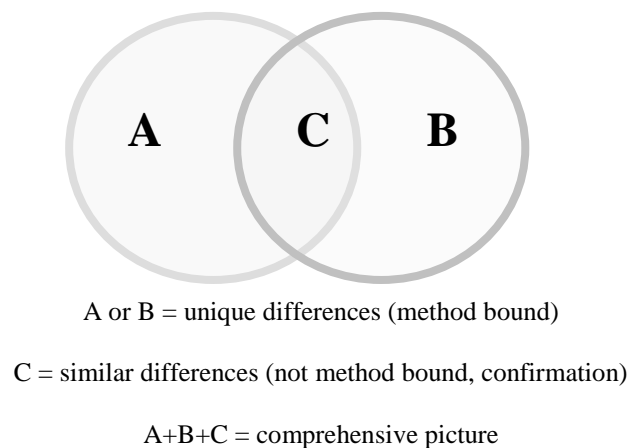 A C B
A or B = unique differences (method bound)
C = similar differences (not method bound, confirmation)
A+B+C = comprehensive picture